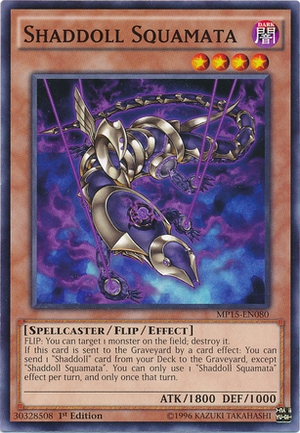 SHADDOLL SQUAMATA
DARK
闇
MP15-EN080
[SPELLCASTER / FLIP / EFFECT]
FLIP: You can target 1 monster on the field; destroy it.
If this card is sent to the Graveyard by a card effect: You can
send 1 "Shaddoll" card from your Deck to the Graveyard, except
"Shaddoll Squamata". You can only use 1 "Shaddoll Squamata"
effect per turn, and only once that turn.
ATK/1800 DEF/1000
30328508 1st Edition ©1996 KAZUKI TAKAHASHI